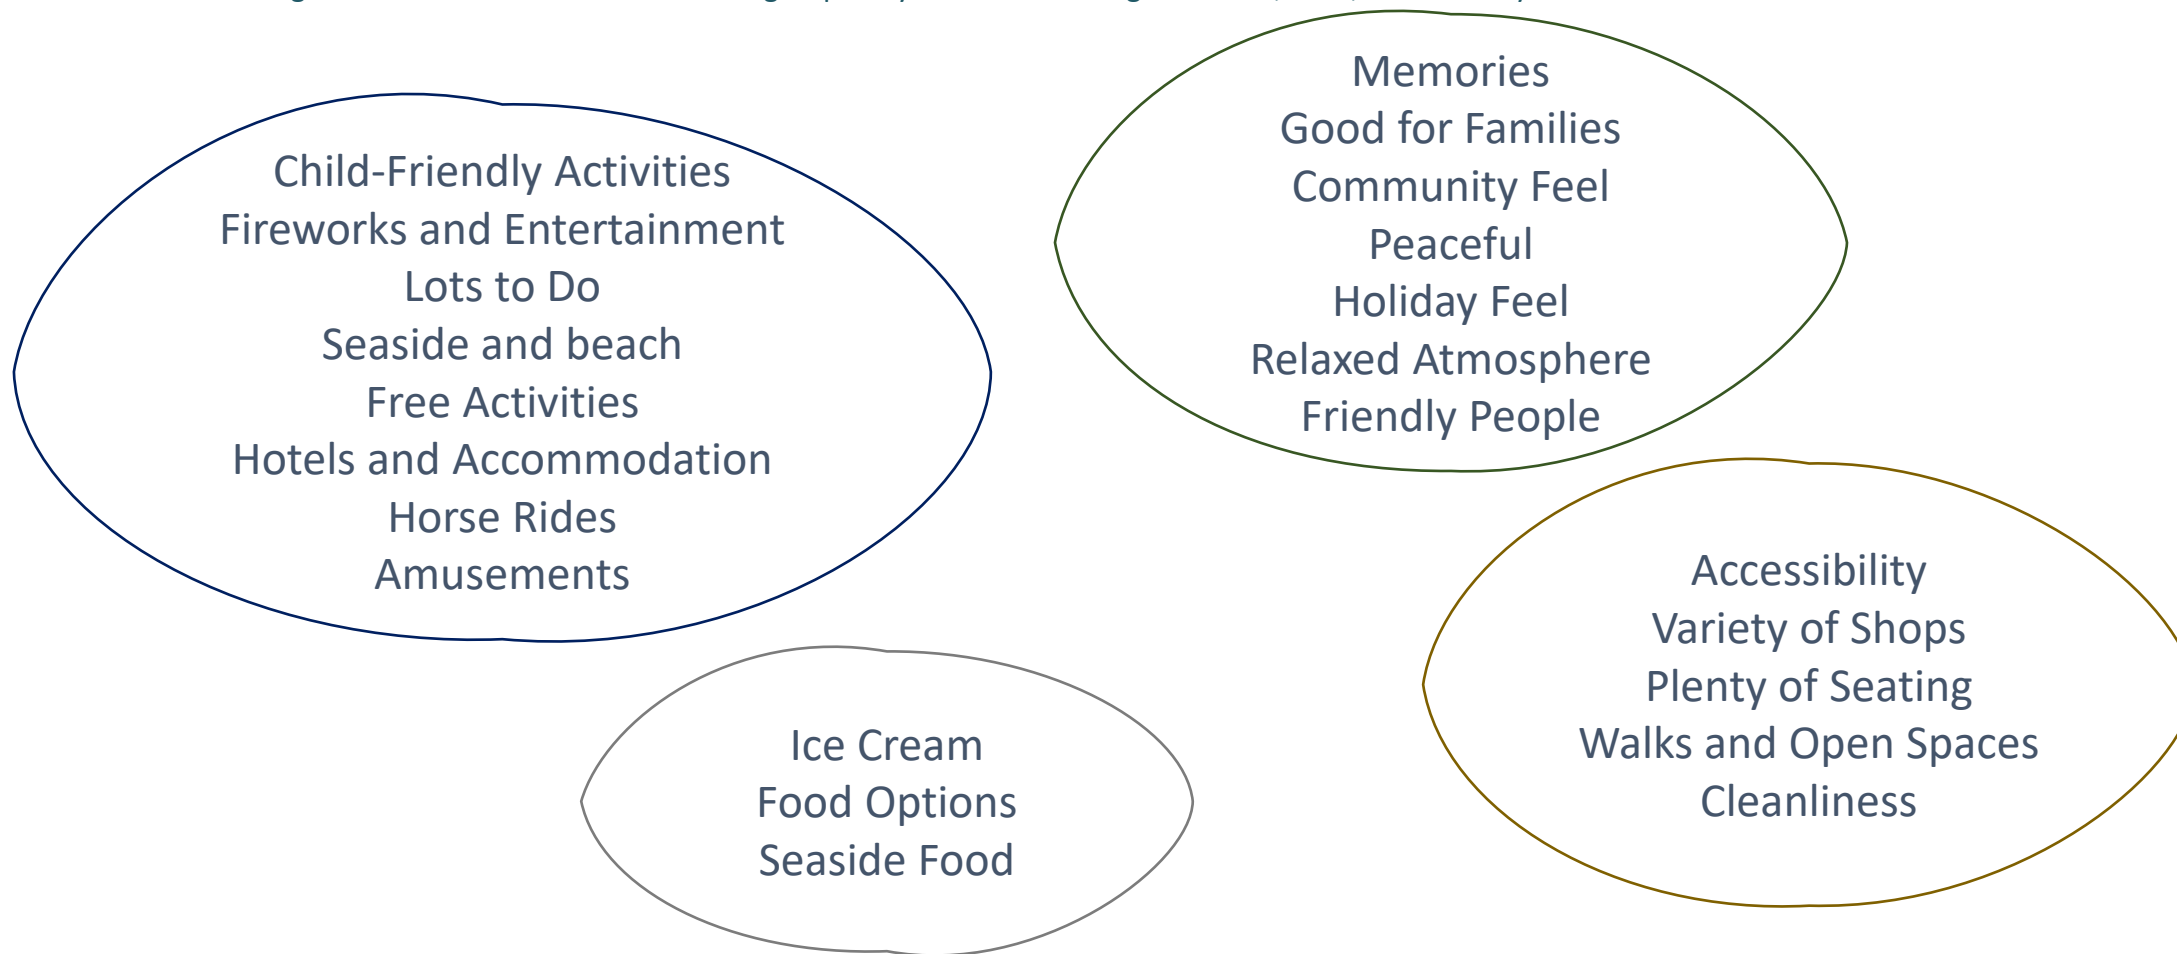 Memories
Good for Families
Community Feel
Peaceful
Holiday Feel
Relaxed Atmosphere
Friendly People
Child-Friendly Activities
Fireworks and Entertainment
Lots to Do
Seaside and beach
Free Activities
Hotels and Accommodation
Horse Rides
Amusements
Accessibility
Variety of Shops
Plenty of Seating
Walks and Open Spaces
Cleanliness
Ice Cream
Food Options
Seaside Food